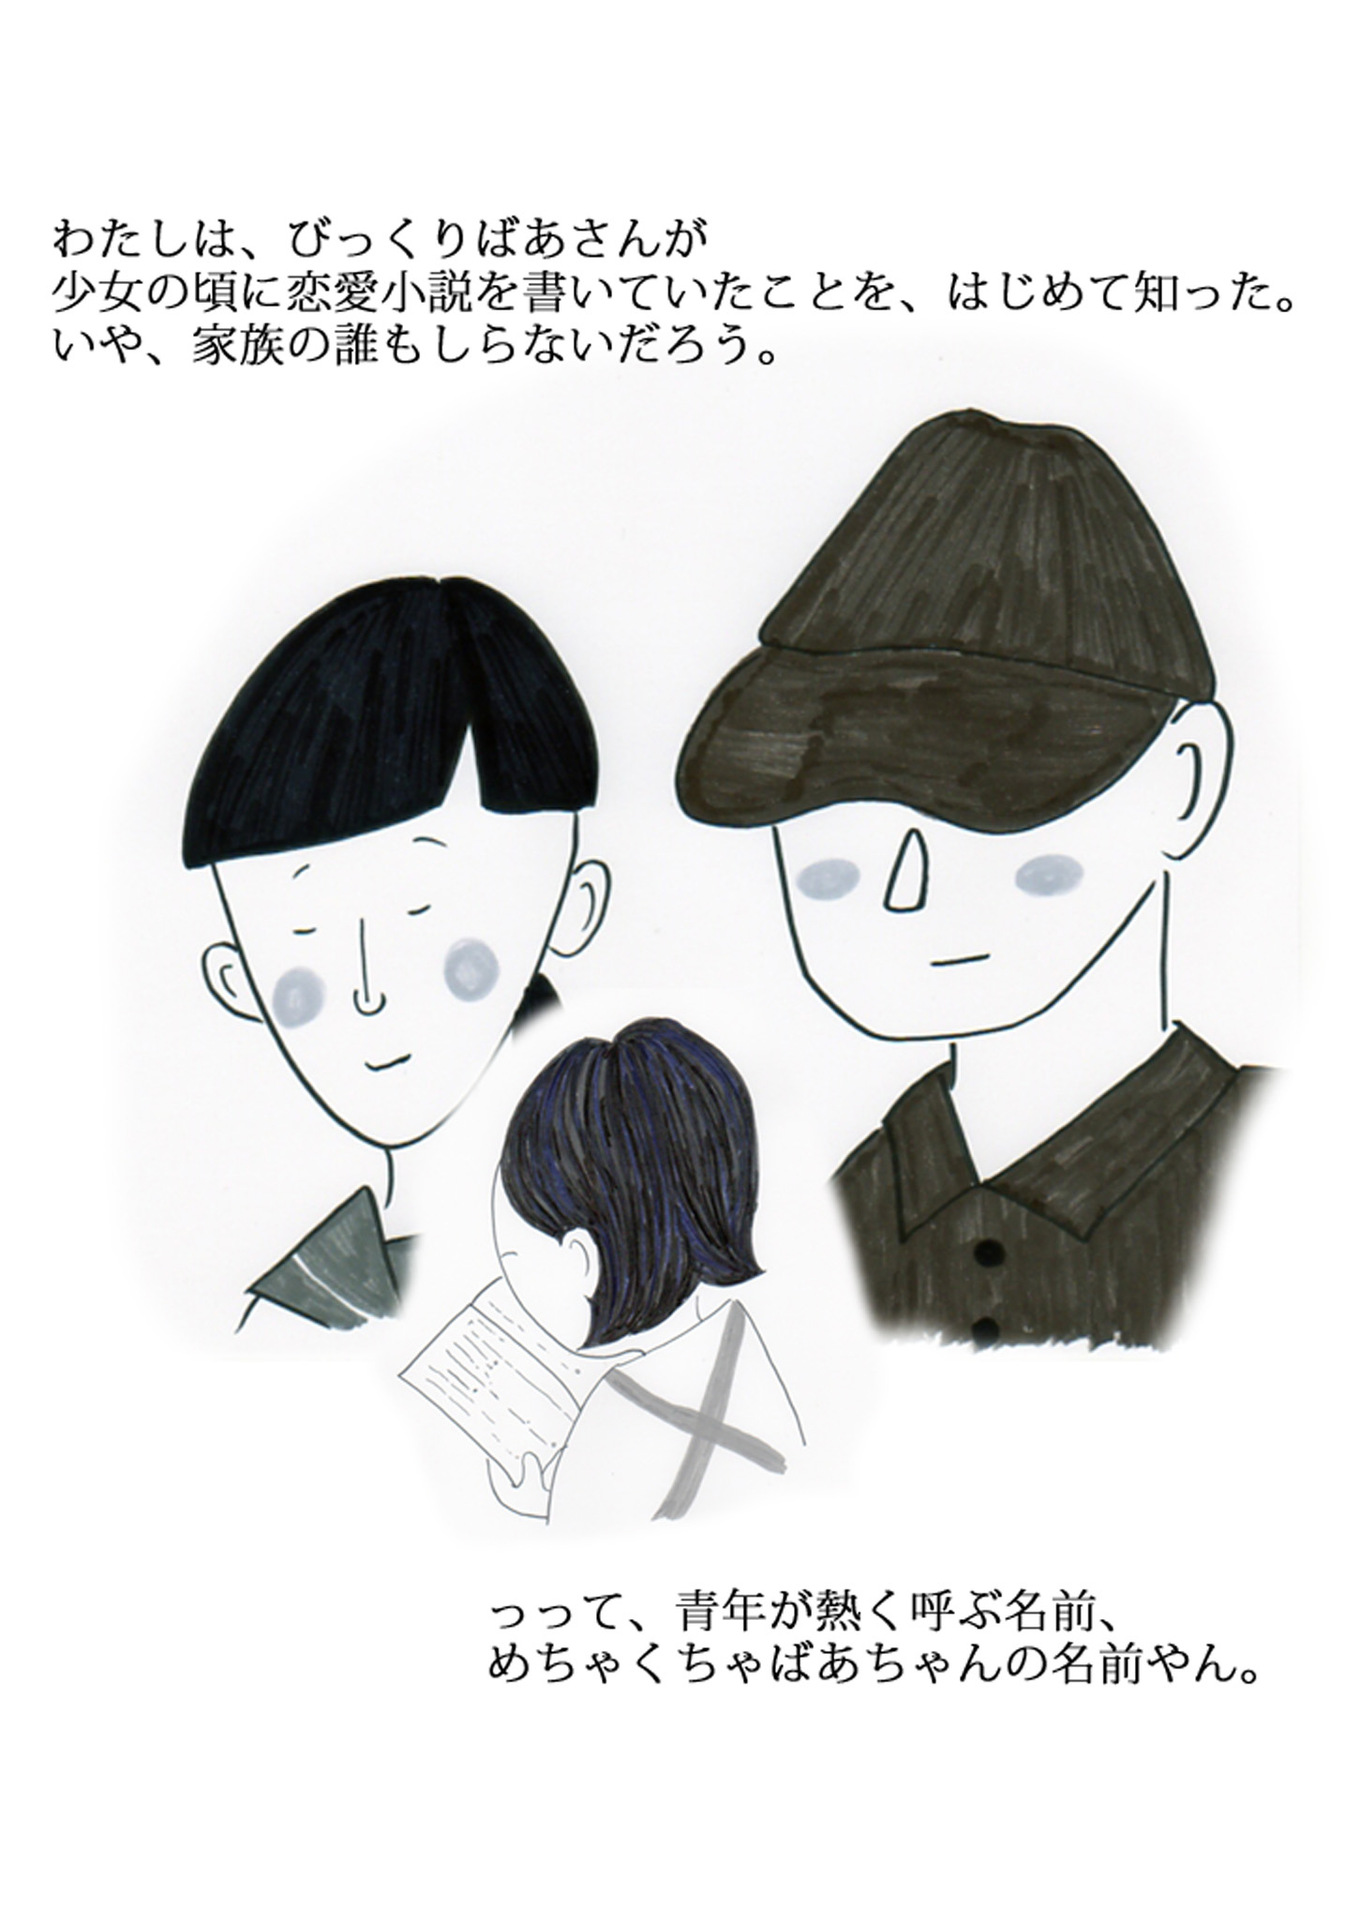 わたしは、びっくりばあさんが
少女の頃に恋愛小説を書いていたことを、はじめて知った。
いや、家族の誰もしらないだろう。
っって、青年が熱く呼ぶ名前、
めちゃくちゃばあちゃんの名前やん。